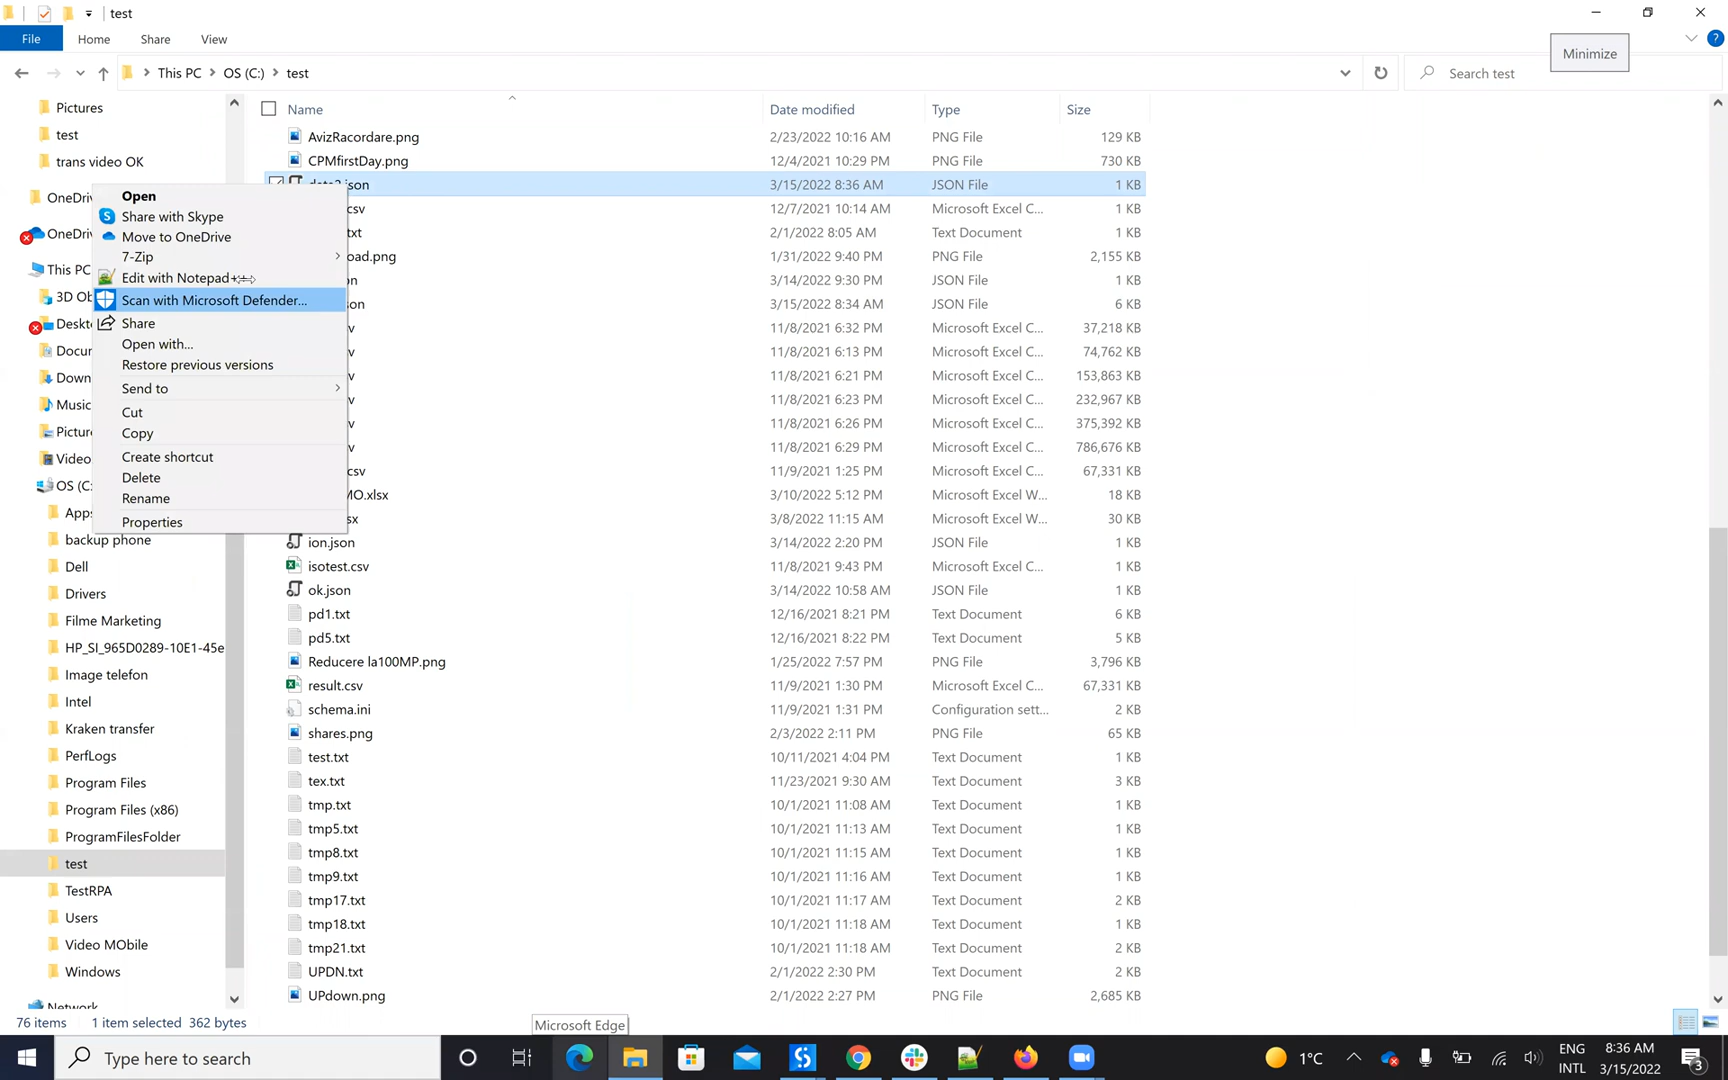 test
File Home Share View
Minimize
This PC OS (C:) test
Search test
Name Date modified Type Size
Pictures
test
trans video OK
OneDriv
OneDriv
This PC
3D Ob
Deskt
Docum
Down
Music
Pictur
Video
OS (C:
Apps
backup phone
Dell
Drivers
Filme Marketing
HP_SI_965D0289-10E1-45e
Image telefon
Intel
Kraken transfer
PerfLogs
Program Files
Program Files (x86)
ProgramFilesFolder
test
TestRPA
Users
Video MObile
Windows
Network
Open
Share with Skype
Move to OneDrive
7-Zip
Edit with Notepad+
Scan with Microsoft Defender...
Share
Open with...
Restore previous versions
Send to
Cut
Copy
Create shortcut
Delete
Rename
Properties
AvizRacordare.png 2/23/2022 10:16 AM PNG File 129 KB
CPMfirstDay.png 12/4/2021 10:29 PM PNG File 730 KB
.json 3/15/2022 8:36 AM JSON File 1 KB
csv 12/7/2021 10:14 AM Microsoft Excel C... 1 KB
txt 2/1/2022 8:05 AM Text Document 1 KB
oad.png 1/31/2022 9:40 PM PNG File 2,155 KB
on 3/14/2022 9:30 PM JSON File 1 KB
son 3/15/2022 8:34 AM JSON File 6 KB
v 11/8/2021 6:32 PM Microsoft Excel C... 37,218 KB
v 11/8/2021 6:13 PM Microsoft Excel C... 74,762 KB
v 11/8/2021 6:21 PM Microsoft Excel C... 153,863 KB
v 11/8/2021 6:23 PM Microsoft Excel C... 232,967 KB
v 11/8/2021 6:26 PM Microsoft Excel C... 375,392 KB
v 11/8/2021 6:29 PM Microsoft Excel C... 786,676 KB
csv 11/9/2021 1:25 PM Microsoft Excel C... 67,331 KB
MO.xlsx 3/10/2022 5:12 PM Microsoft Excel W... 18 KB
sx 3/8/2022 11:15 AM Microsoft Excel W... 30 KB
ion.json 3/14/2022 2:20 PM JSON File 1 KB
isotest.csv 11/8/2021 9:43 PM Microsoft Excel C... 1 KB
ok.json 3/14/2022 10:58 AM JSON File 1 KB
pd1.txt 12/16/2021 8:21 PM Text Document 6 KB
pd5.txt 12/16/2021 8:22 PM Text Document 5 KB
Reducere la100MP.png 1/25/2022 7:57 PM PNG File 3,796 KB
result.csv 11/9/2021 1:30 PM Microsoft Excel C... 67,331 KB
schema.ini 11/9/2021 1:31 PM Configuration sett... 2 KB
shares.png 2/3/2022 2:11 PM PNG File 65 KB
test.txt 10/11/2021 4:04 PM Text Document 1 KB
tex.txt 11/23/2021 9:30 AM Text Document 3 KB
tmp.txt 10/1/2021 11:08 AM Text Document 1 KB
tmp5.txt 10/1/2021 11:13 AM Text Document 1 KB
tmp8.txt 10/1/2021 11:15 AM Text Document 1 KB
tmp9.txt 10/1/2021 11:16 AM Text Document 1 KB
tmp17.txt 10/1/2021 11:17 AM Text Document 2 KB
tmp18.txt 10/1/2021 11:18 AM Text Document 1 KB
tmp21.txt 10/1/2021 11:18 AM Text Document 2 KB
UPDN.txt 2/1/2022 2:30 PM Text Document 2 KB
UPdown.png 2/1/2022 2:27 PM PNG File 2,685 KB
76 items 1 item selected 362 bytes
Microsoft Edge
Type here to search
1°C
ENG
INTL
8:36 AM
3/15/2022
3